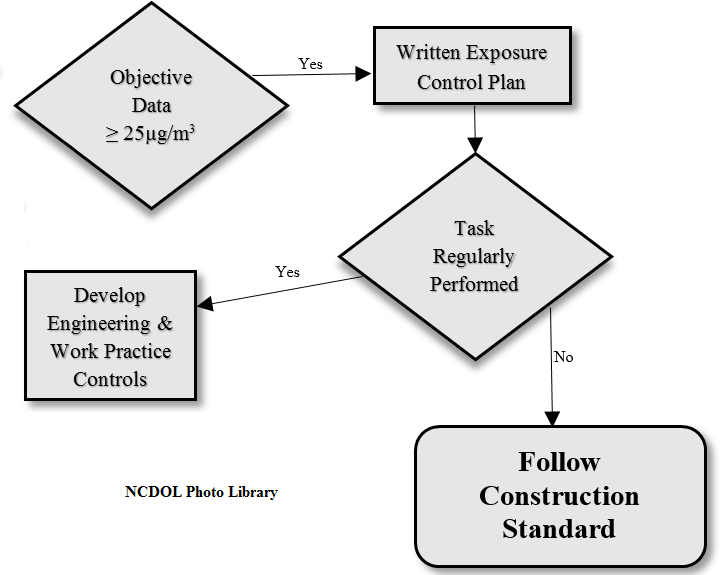 Objective
Data
≥ 25µg/m³
Yes
Written Exposure
Control Plan
Task
Regularly
Performed
Yes
Develop
Engineering &
Work Practice
Controls
No
Follow
Construction
Standard
NCDOL Photo Library